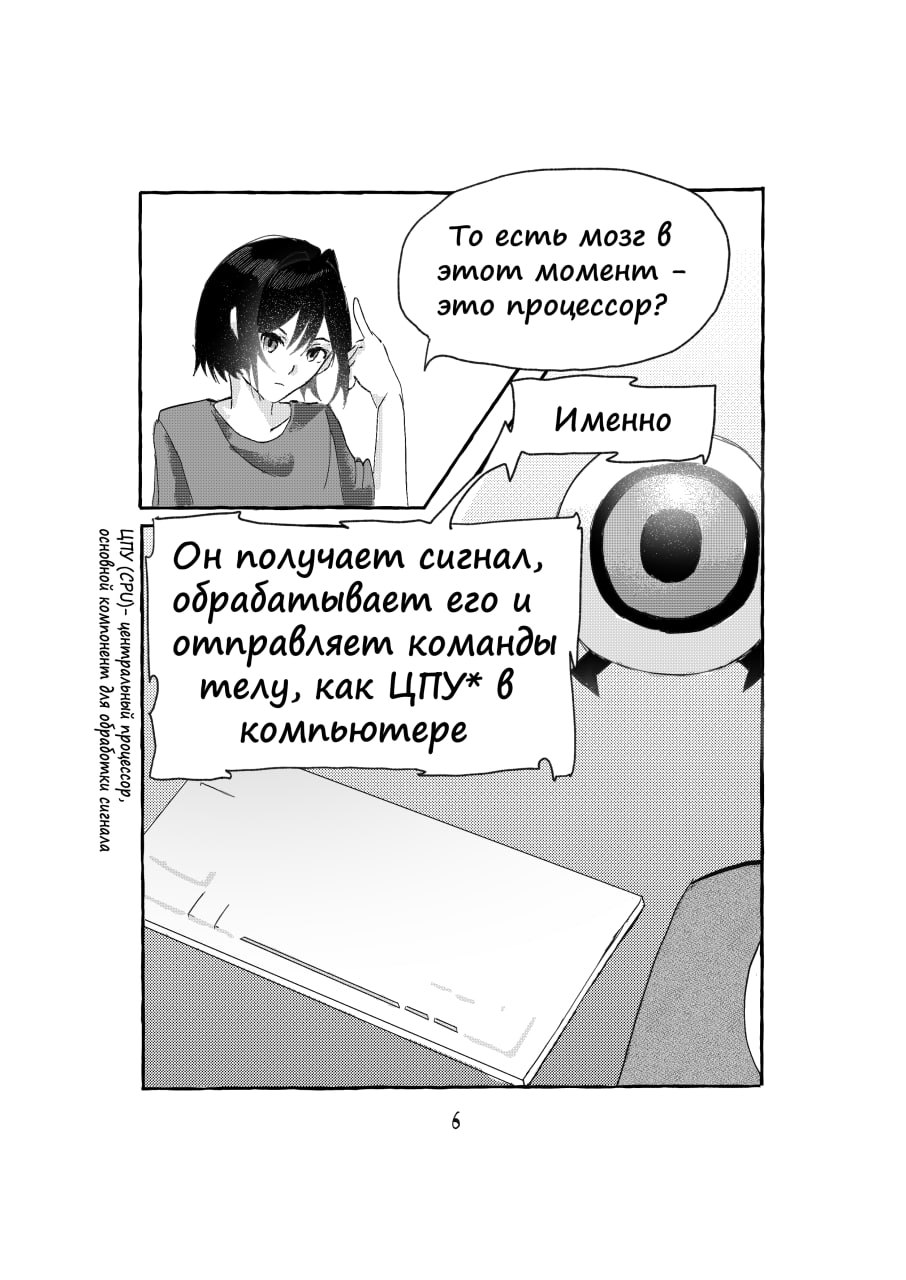 То есть мозг в
этот момент -
это процессор?
Именно
Он получает сигнал,
обрабатывает его и
отправляет команды
телу, как ЦПУ* в
компьютере
ЦПУ (CPU)- центральный процессор,
основной компонент для обработки сигнала
6